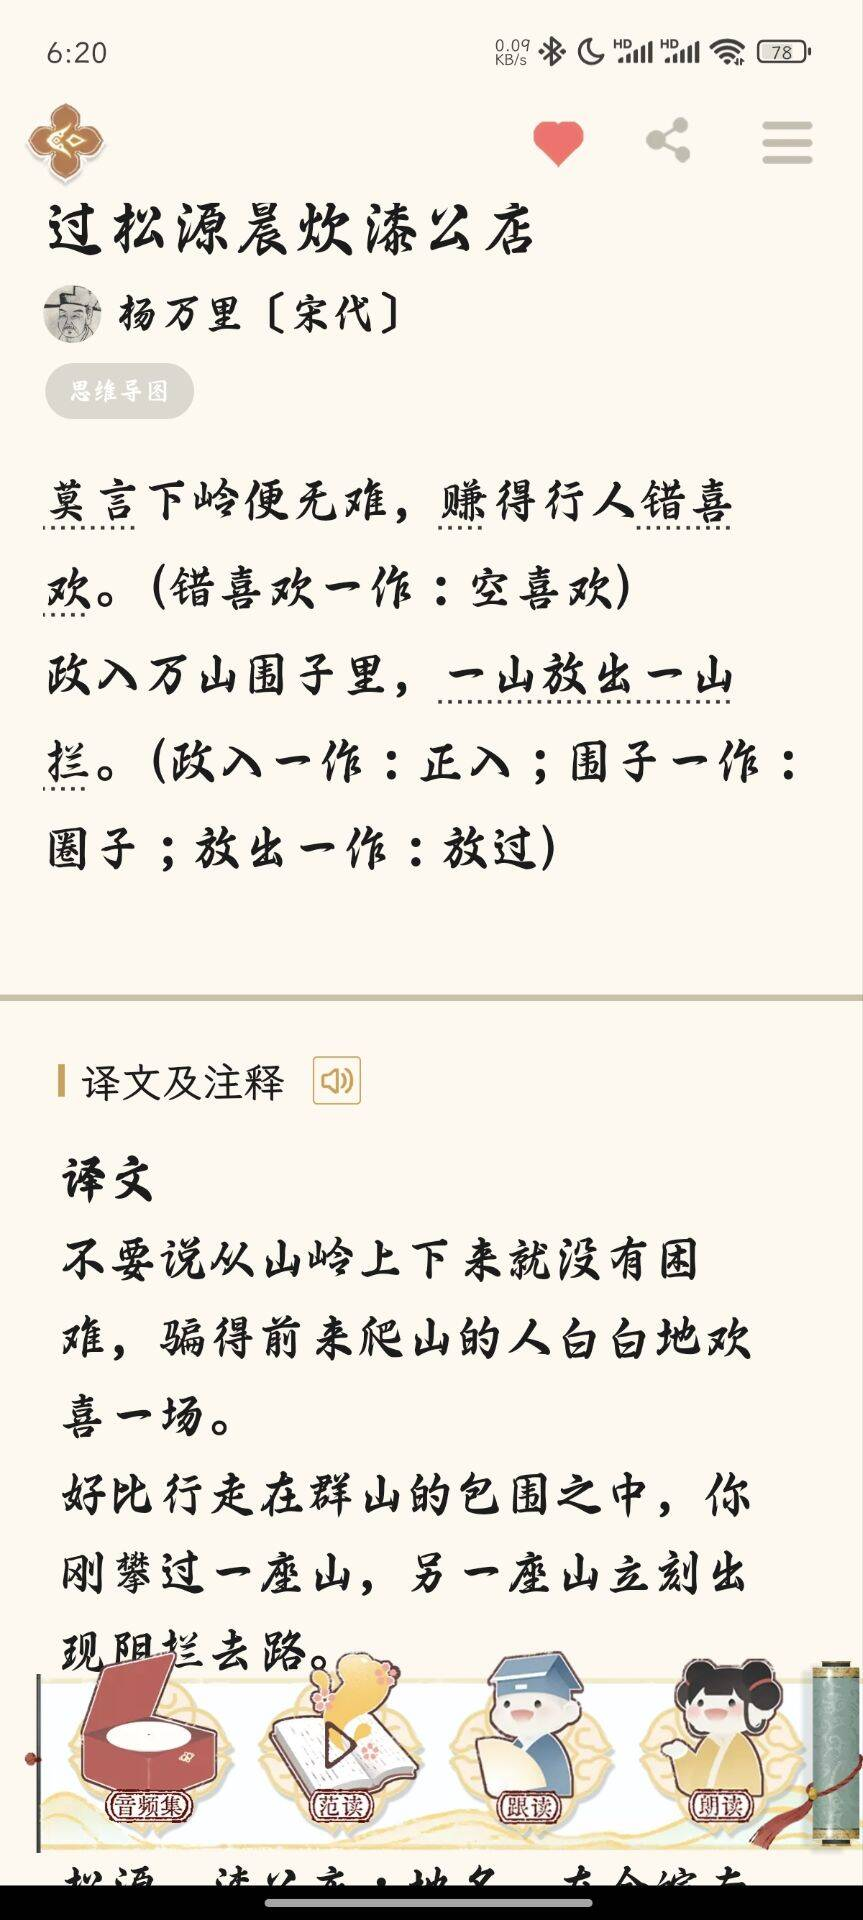 6:20
0.09 KB/s HD HD 78
过松源晨炊漆公店
杨万里〔宋代〕
思维导图
莫言下岭便无难，赚得行人错喜
欢。(错喜欢一作：空喜欢)
政入万山围子里，一山放出一山
拦。(政入一作：正入；围子一作：
圈子；放出一作：放过)
译文及注释
译文
不要说从山岭上下来就没有困
难，骗得前来爬山的人白白地欢
喜一场。
好比行走在群山的包围之中，你
刚攀过一座山，另一座山立刻出
现阻拦去路。
音频集 范读 跟读 朗读